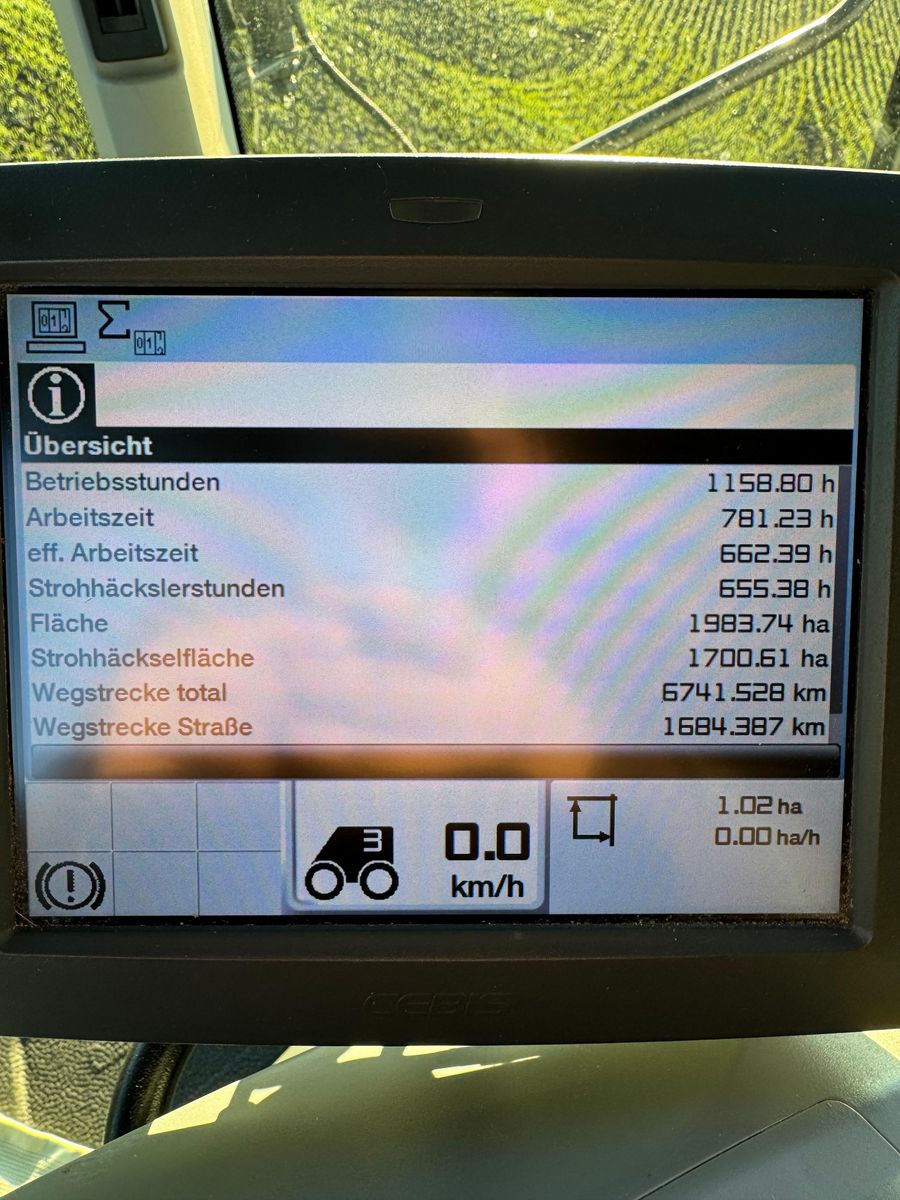 Übersicht
Betriebsstunden 1158.80 h
Arbeitszeit 781.23 h
eff. Arbeitszeit 662.39 h
Strohhäckslerstunden 655.38 h
Fläche 1983.74 ha
Strohhäckselfläche 1700.61 ha
Wegstrecke total 6741.528 km
Wegstrecke Straße 1684.387 km
3 0.0 km/h
1.02 ha
0.00 ha/h
CEBIS